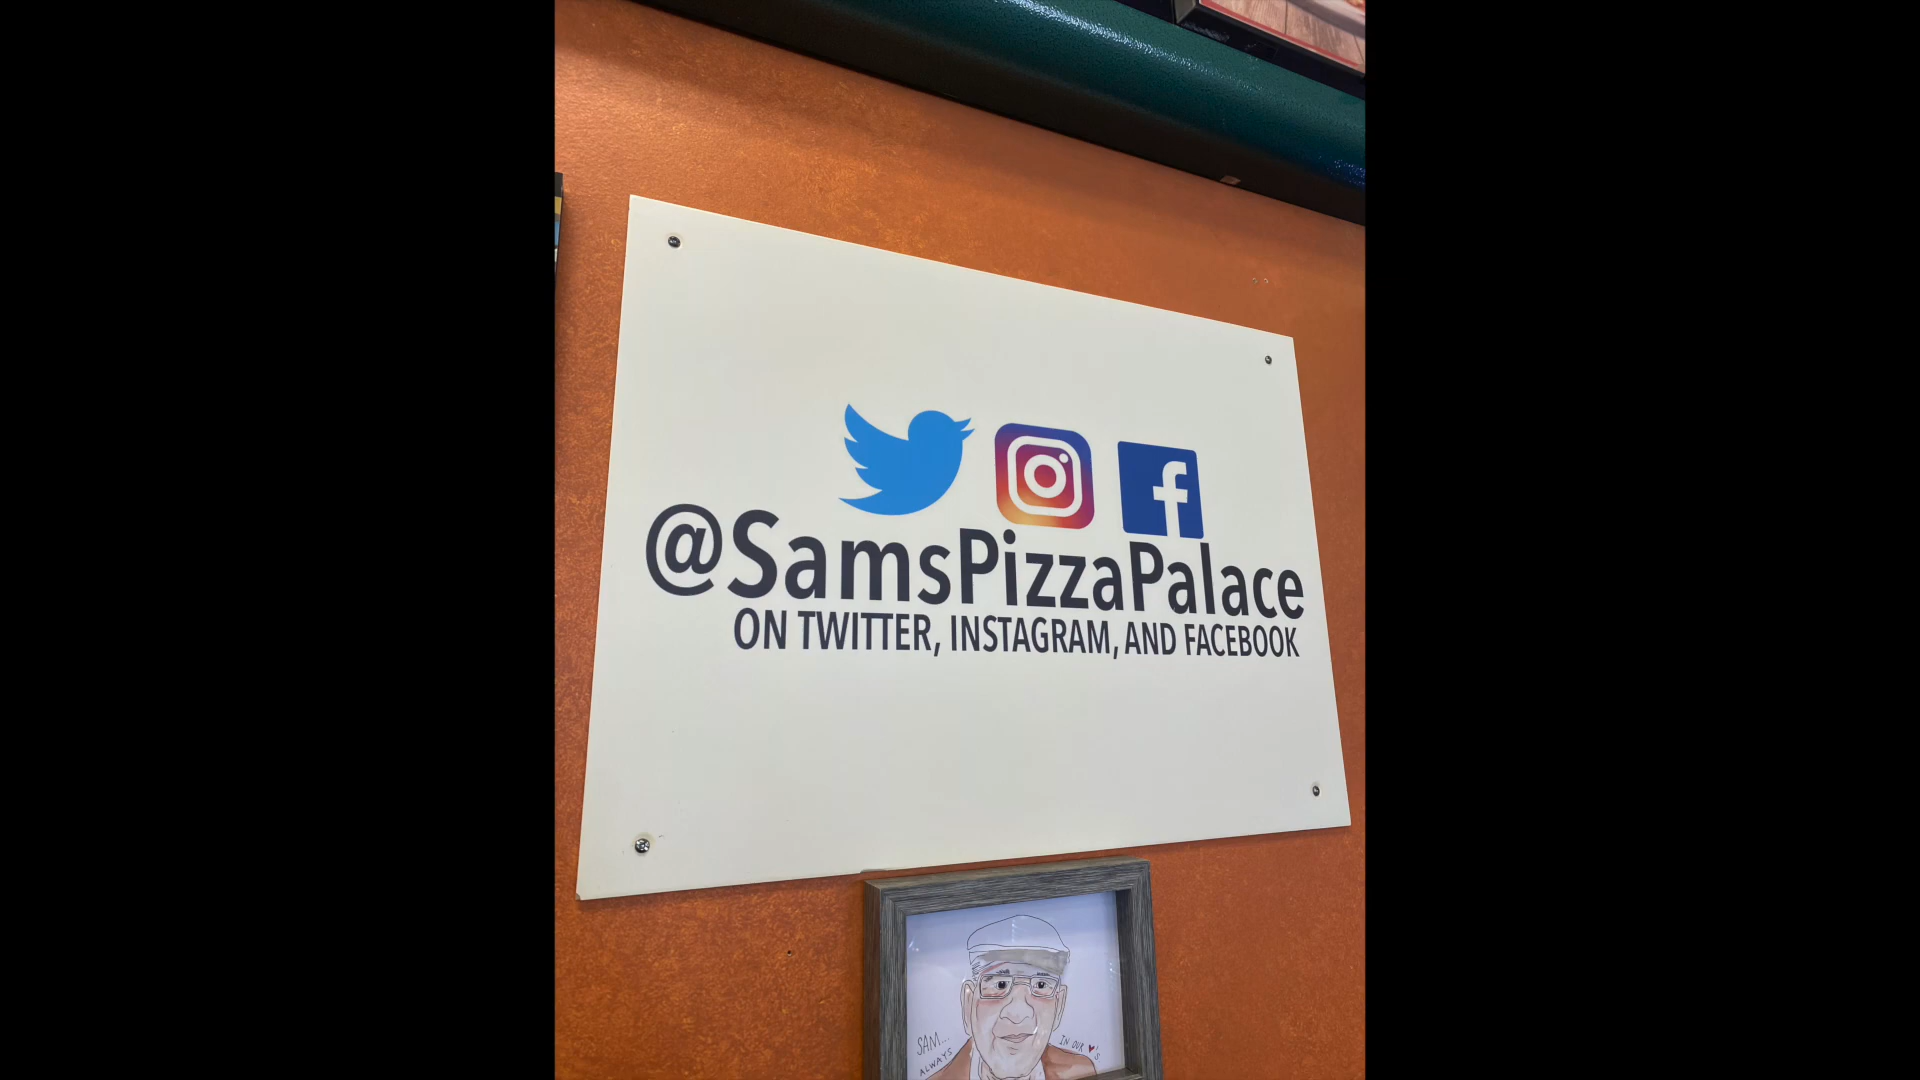 @SamsPizzaPalace
ON TWITTER, INSTAGRAM, AND FACEBOOK
SAM...
ALWAYS
IN OUR ♥'S